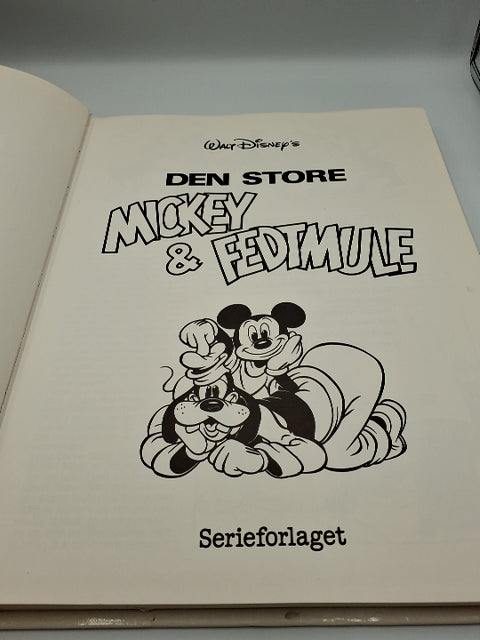 Walt Disney's
DEN STORE
MICKEY
& FEDTMULE
Serieforlaget